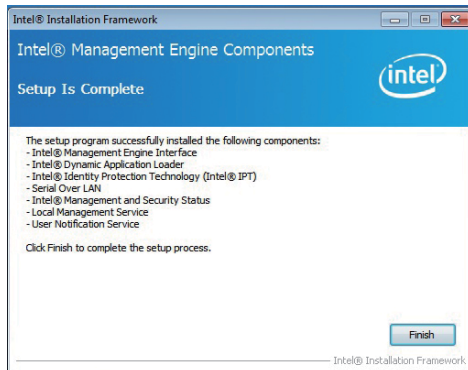 Intel® Installation Framework
Intel® Management Engine Components
Setup Is Complete
intel
The setup program successfully installed the following components:
- Intel® Management Engine Interface
- Intel® Dynamic Application Loader
- Intel® Identity Protection Technology (Intel® IPT)
- Serial Over LAN
- Intel® Management and Security Status
- Local Management Service
- User Notification Service
Click Finish to complete the setup process.
Finish
Intel® Installation Framework